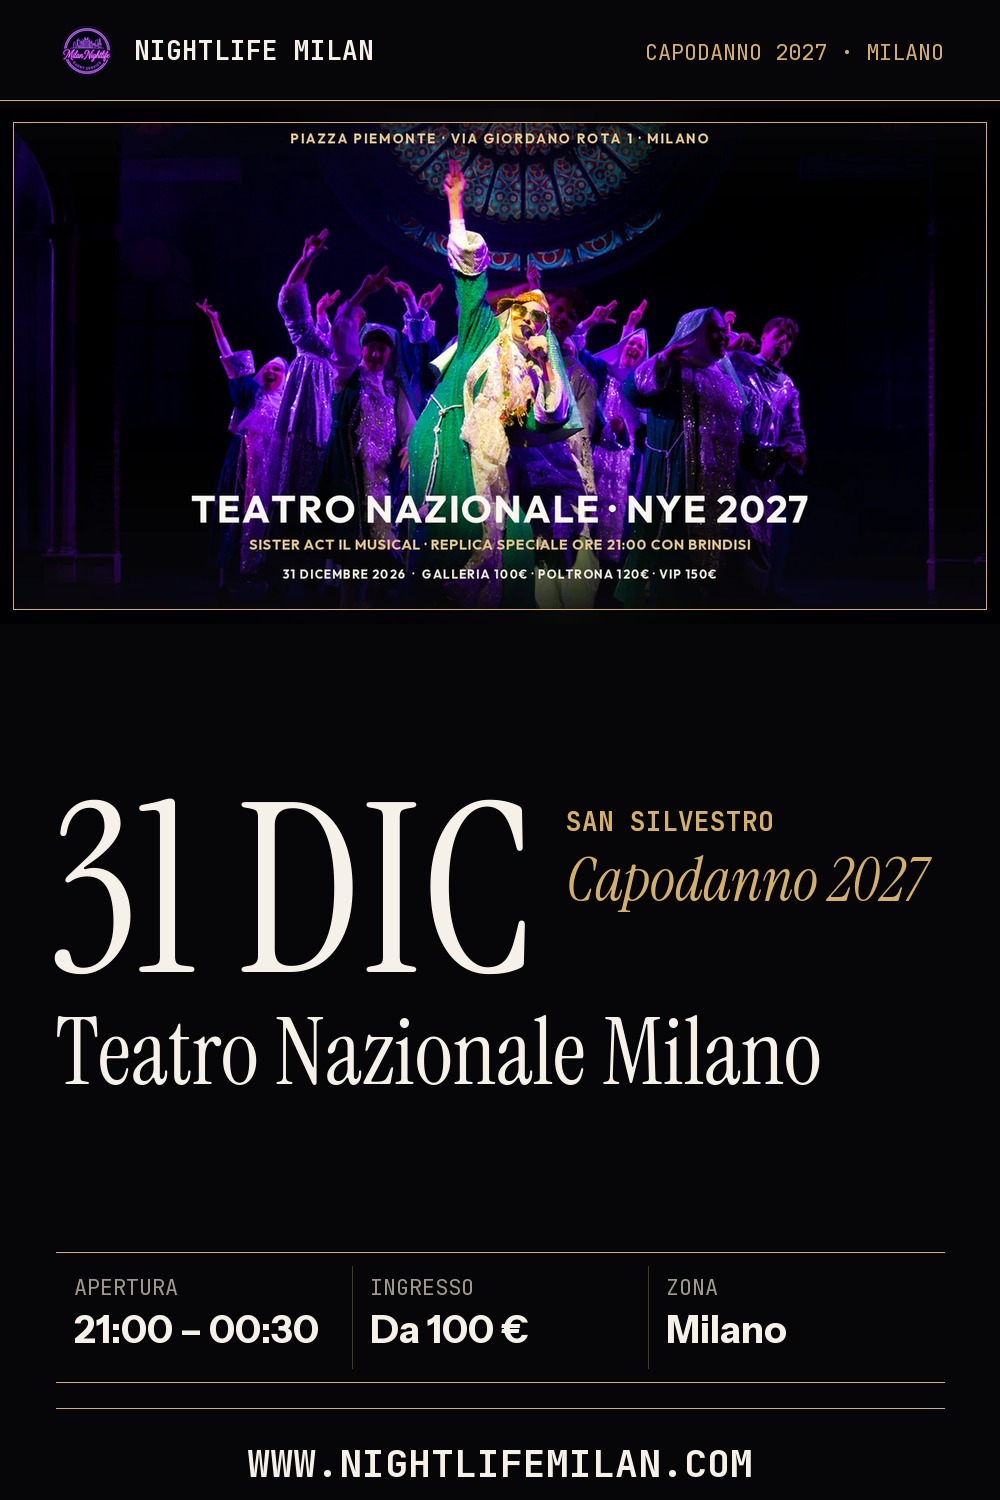 Milan Nightlife
NIGHTLIFE MILAN
CAPODANNO 2027 · MILANO
PIAZZA PIEMONTE · VIA GIORDANO ROTA 1 · MILANO
TEATRO NAZIONALE · NYE 2027
SISTER ACT IL MUSICAL · REPLICA SPECIALE ORE 21:00 CON BRINDISI
31 DICEMBRE 2026 · GALLERIA 100€ · POLTRONA 120€ · VIP 150€
31 DIC
SAN SILVESTRO
Capodanno 2027
Teatro Nazionale Milano
APERTURA
21:00 – 00:30
INGRESSO
Da 100 €
ZONA
Milano
WWW.NIGHTLIFEMILAN.COM